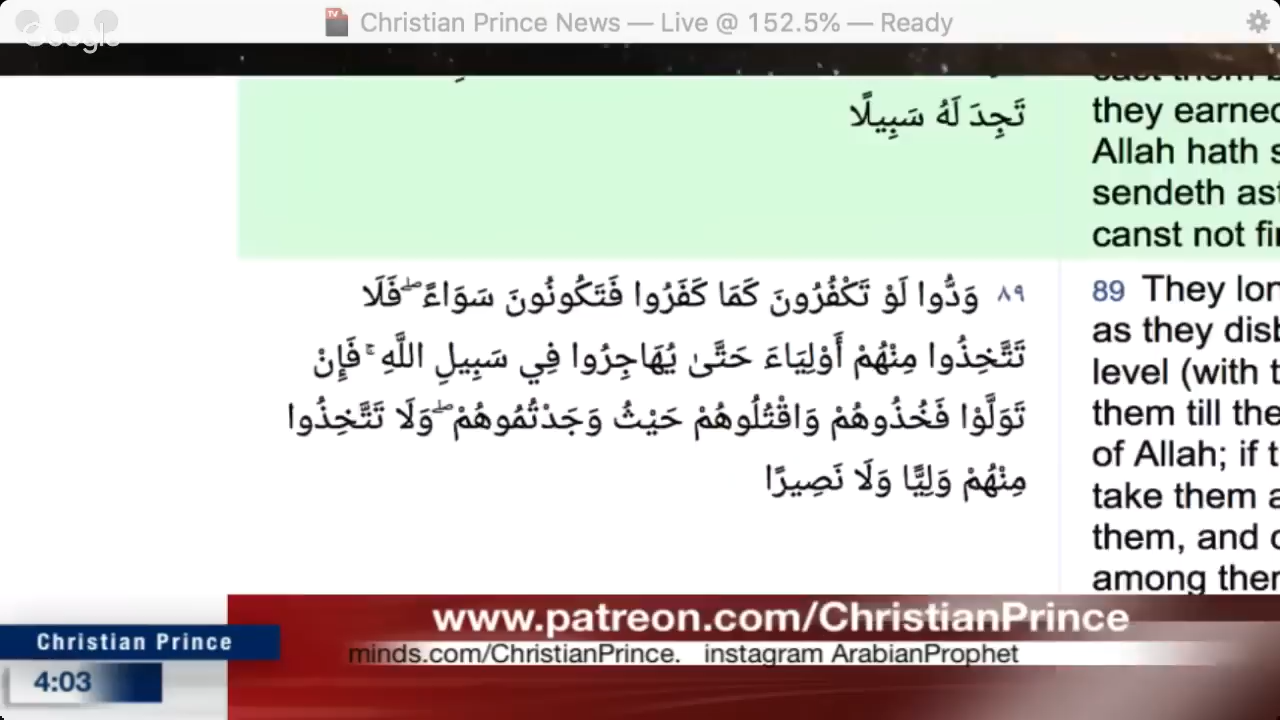 Christian Prince News — Live @ 152.5% — Ready
Google
تَجِدَ لَهُ سَبِيلًا
they earned
Allah hath s
sendeth ast
canst not fin
٨٩ وَدُّوا لَوْ تَكْفُرُونَ كَمَا كَفَرُوا فَتَكُونُونَ سَوَاءً ۖ فَلَا
تَتَّخِذُوا مِنْهُمْ أَوْلِيَاءَ حَتَّىٰ يُهَاجِرُوا فِي سَبِيلِ اللَّهِ ۚ فَإِنْ
تَوَلَّوْا فَخُذُوهُمْ وَاقْتُلُوهُمْ حَيْثُ وَجَدْتُمُوهُمْ ۖ وَلَا تَتَّخِذُوا
مِنْهُمْ وَلِيًّا وَلَا نَصِيرًا
89 They lon
as they disb
level (with t
them till the
of Allah; if t
take them a
them, and c
among then
www.patreon.com/ChristianPrince
minds.com/ChristianPrince. instagram ArabianProphet
Christian Prince
4:03